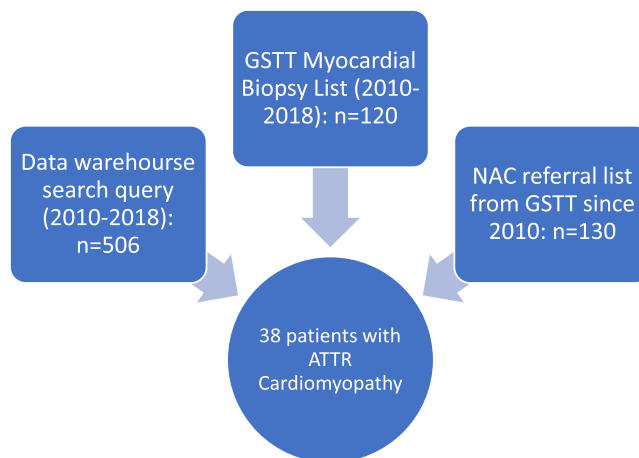 GSTT Myocardial
Biopsy List (2010-
2018): n=120
Data warehourse
search query
(2010-2018):
n=506
NAC referral list
from GSTT since
2010: n=130
38 patients with
ATTR
Cardiomyopathy